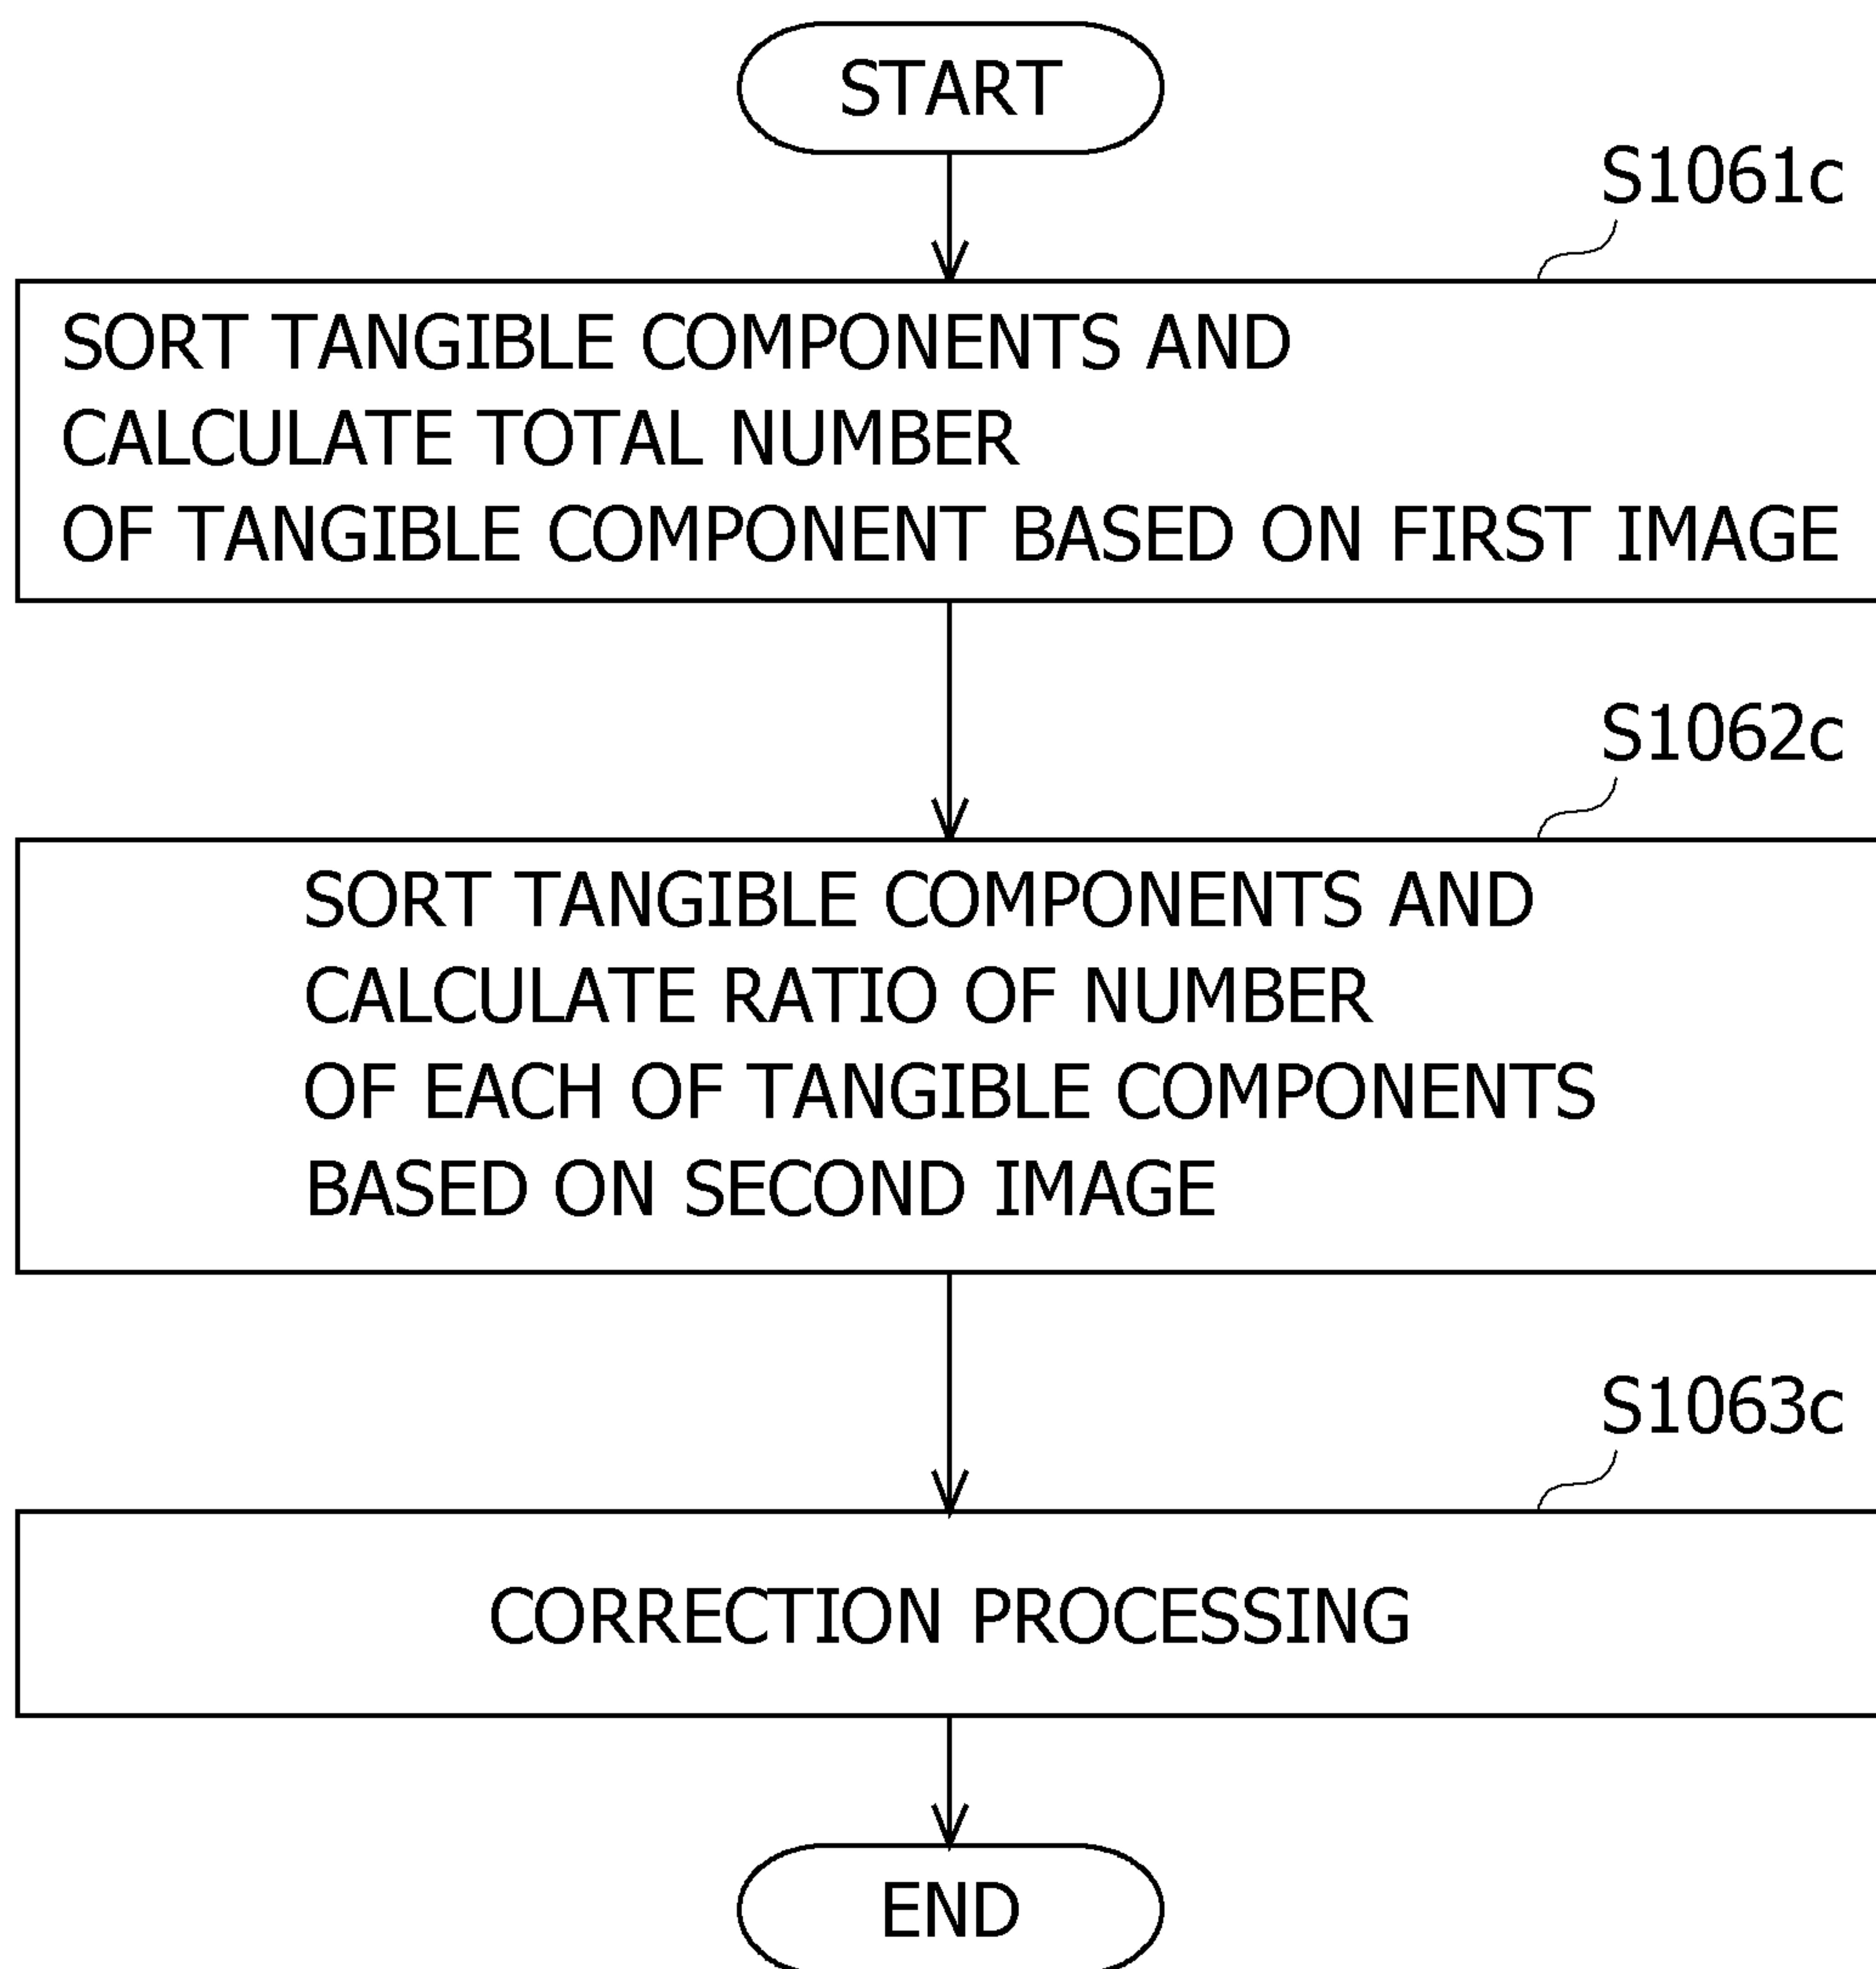 START
S1061c
SORT TANGIBLE COMPONENTS AND
CALCULATE TOTAL NUMBER
OF TANGIBLE COMPONENT BASED ON FIRST IMAGE
S1062c
SORT TANGIBLE COMPONENTS AND
CALCULATE RATIO OF NUMBER
OF EACH OF TANGIBLE COMPONENTS
BASED ON SECOND IMAGE
S1063c
CORRECTION PROCESSING
END